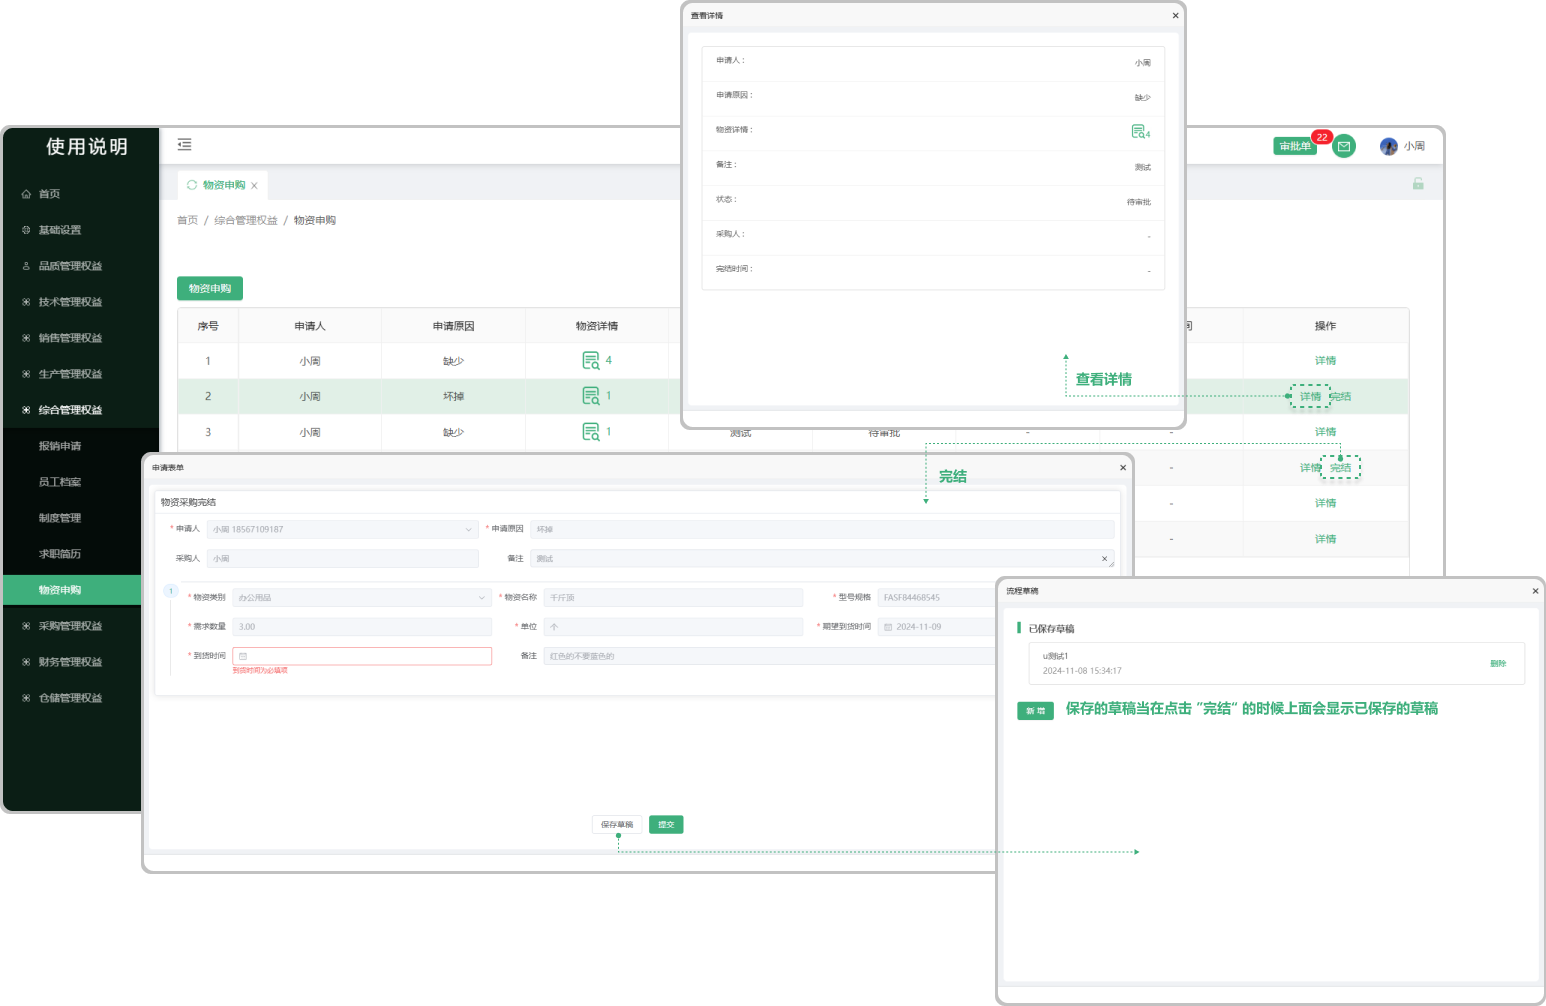 查看详情
申请人：
小周
申请原因：
缺少
物资详情：
4
备注：
测试
状态：
待审批
采购人：
-
完结时间：
-
使用说明
审批单
22
小周
首页
基础设置
品质管理权益
技术管理权益
销售管理权益
生产管理权益
综合管理权益
报销申请
员工档案
制度管理
求职简历
物资申购
采购管理权益
财务管理权益
仓储管理权益
物资申购
首页 / 综合管理权益 / 物资申购
物资申购
序号 申请人 申请原因 物资详情 间 操作
1 小周 缺少 4 详情
2 小周 坏掉 1 详情 完结
3 小周 缺少 1 测试 待审批 - - 详情
- 详情 完结
- 详情
- 详情
查看详情
完结
申请表单
物资采购完结
* 申请人 小周 18567109187 * 申请原因 坏掉
采购人 小周 备注 测试
1 * 物资类别 办公用品 * 物资名称 千斤顶 * 型号规格 FASF84468545
* 需求数量 3.00 * 单位 个 * 期望到货时间 2024-11-09
* 到货时间 备注 红色的不要蓝色的
到货时间为必填项
保存草稿 提交
流程草稿
已保存草稿
u测试1
2024-11-08 15:34:17
删除
新 增
保存的草稿当在点击 “完结“ 的时候上面会显示已保存的草稿